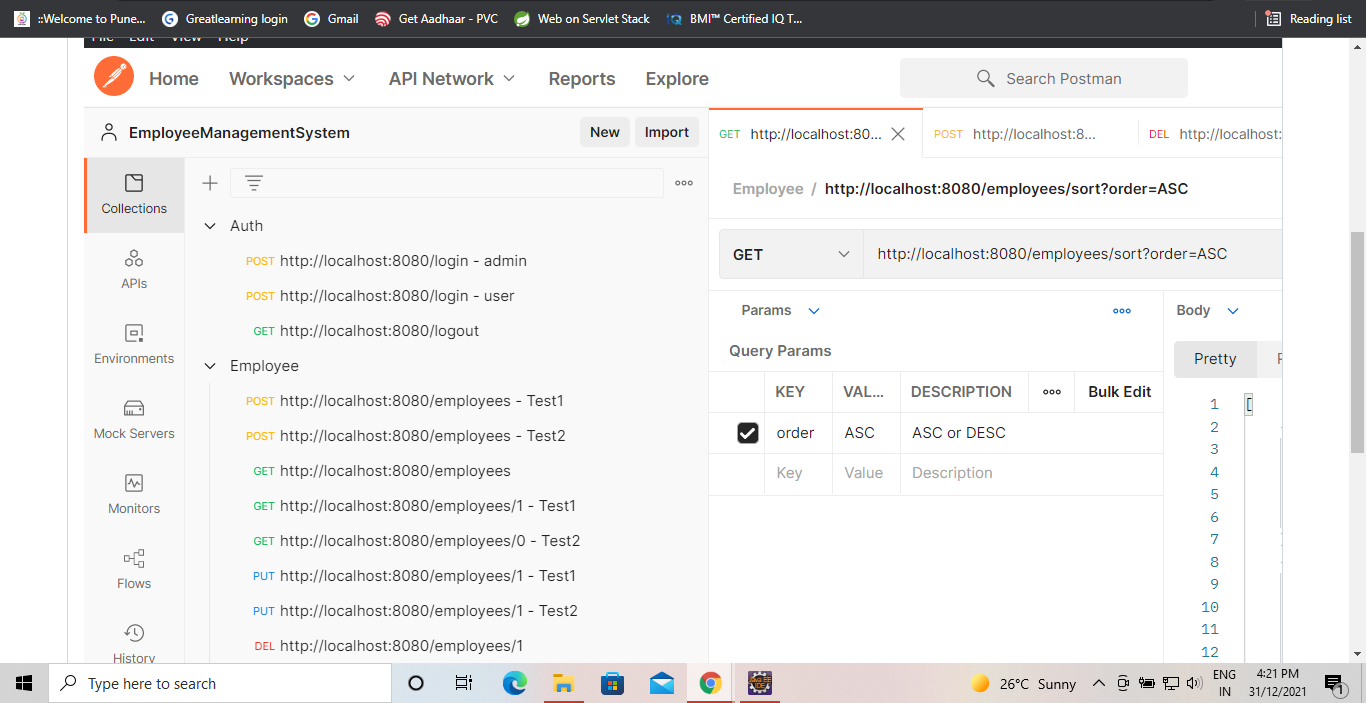 ::Welcome to Pune...
Greatlearning login
Gmail
Get Aadhaar - PVC
Web on Servlet Stack
BMI™ Certified IQ T...
Reading list
File Edit View Help
Home
Workspaces
API Network
Reports
Explore
Search Postman
EmployeeManagementSystem
New
Import
GET http://localhost:80...
POST http://localhost:8...
DEL http://localhost:
Collections
APIs
Environments
Mock Servers
Monitors
Flows
History
Auth
POST http://localhost:8080/login - admin
POST http://localhost:8080/login - user
GET http://localhost:8080/logout
Employee
POST http://localhost:8080/employees - Test1
POST http://localhost:8080/employees - Test2
GET http://localhost:8080/employees
GET http://localhost:8080/employees/1 - Test1
GET http://localhost:8080/employees/0 - Test2
PUT http://localhost:8080/employees/1 - Test1
PUT http://localhost:8080/employees/1 - Test2
DEL http://localhost:8080/employees/1
Employee / http://localhost:8080/employees/sort?order=ASC
GET
http://localhost:8080/employees/sort?order=ASC
Params
Query Params
KEY VAL... DESCRIPTION Bulk Edit
order ASC ASC or DESC
Key Value Description
Body
Pretty
1 [
2
3
4
5
6
7
8
9
10
11
12
Type here to search
26°C Sunny
ENG
IN
4:21 PM
31/12/2021
1